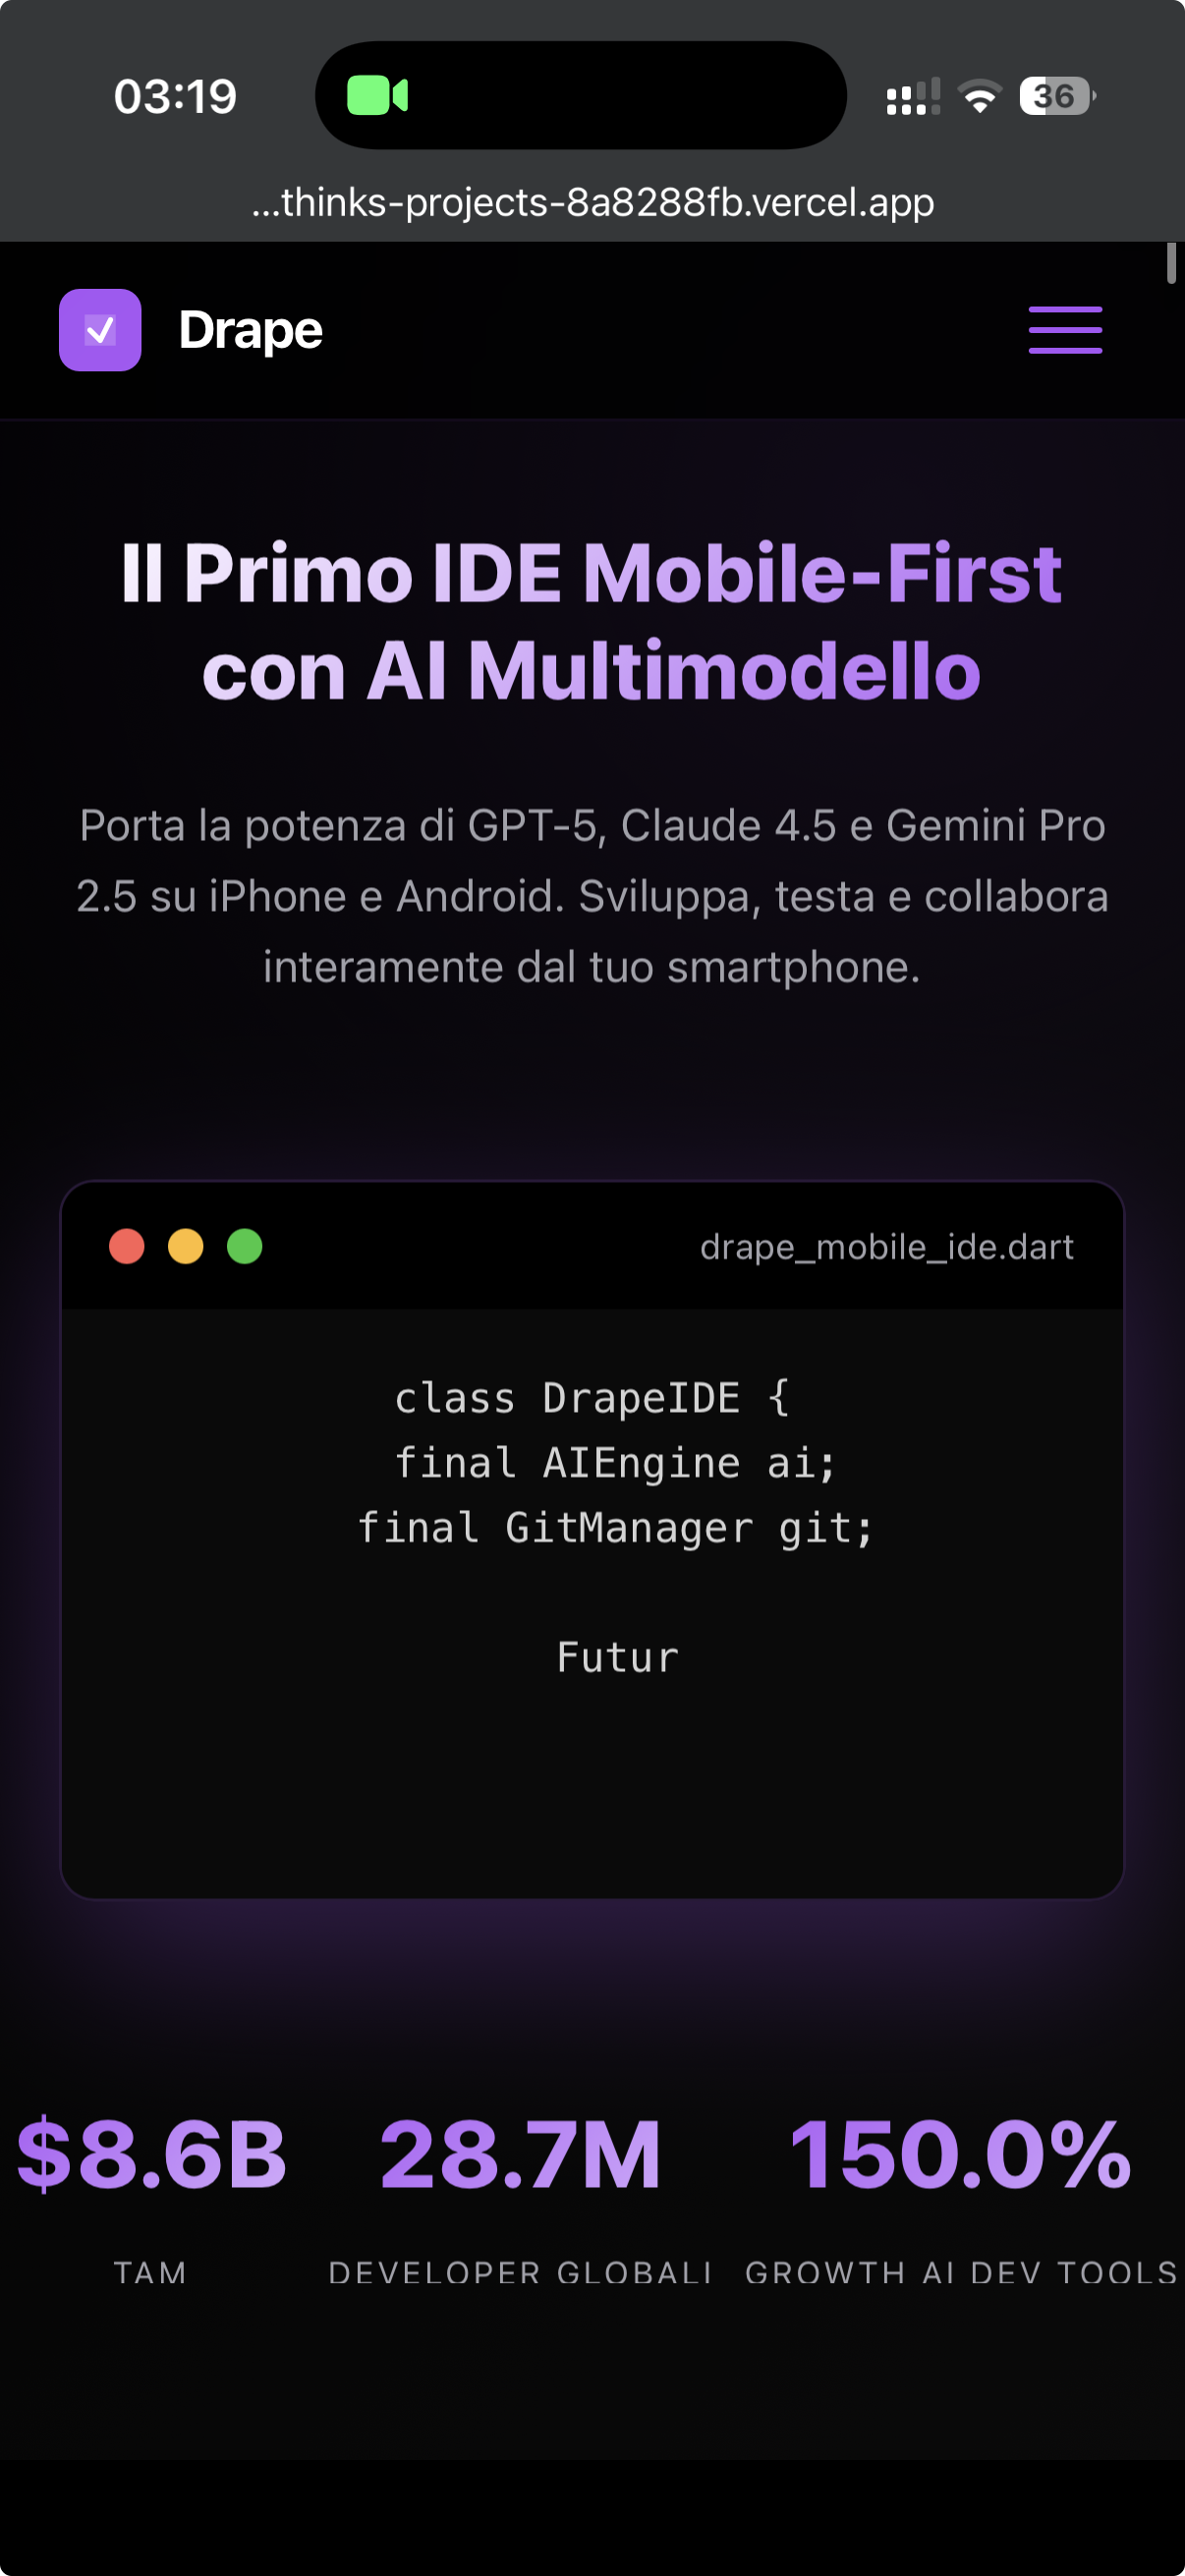 03:19
36
...thinks-projects-8a8288fb.vercel.app
Drape
Il Primo IDE Mobile-First
con AI Multimodello
Porta la potenza di GPT-5, Claude 4.5 e Gemini Pro
2.5 su iPhone e Android. Sviluppa, testa e collabora
interamente dal tuo smartphone.
drape_mobile_ide.dart
class DrapeIDE {
final AIEngine ai;
final GitManager git;
Futur
$8.6B 28.7M 150.0%
TAM DEVELOPER GLOBALI GROWTH AI DEV TOOLS